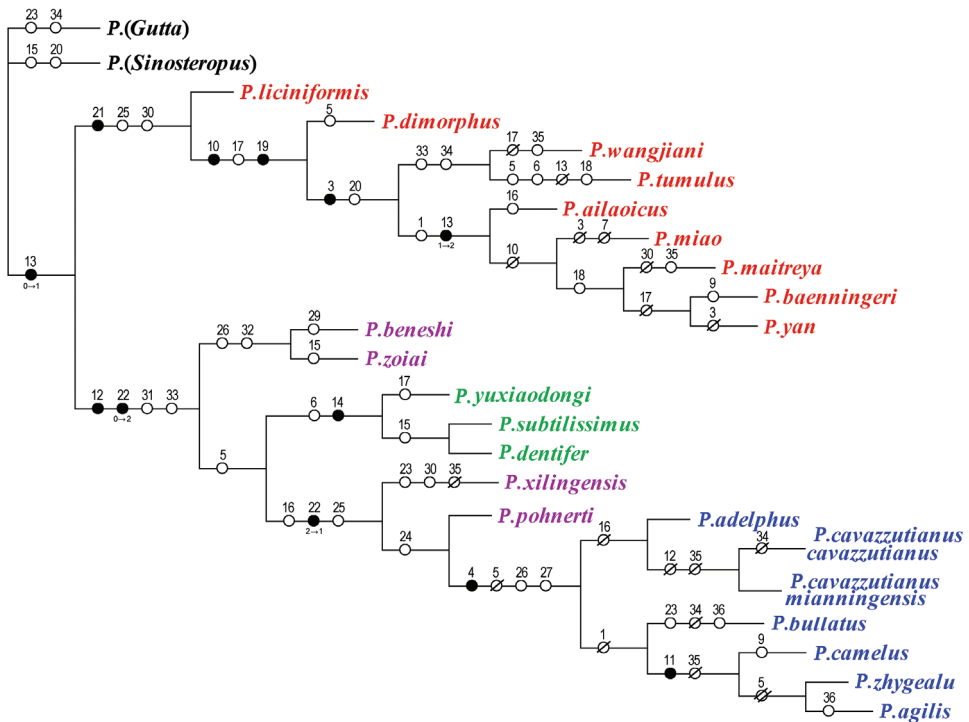 23 34
P.(Gutta)
15 20
P.(Sinosteropus)
P.liciniformis
21 25 30
5
P.dimorphus
10 17 19
17 35
P.wangjiani
33 34
5 6 13 18
P.tumulus
3 20
16
P.ailaoicus
1 13
1→2
3 7
P.miao
10
30 35
P.maitreya
18
9
P.baenningeri
17
3
P.yan
13
0→1
29
P.beneshi
26 32
15
P.zoiai
12 22 31 33
0→2
17
P.yuxiaodongi
6 14
15
P.subtilissimus
P.dentifer
5
23 30 35
P.xilingensis
16 22 25
2→1
P.pohnerti
24
16
P.adelphus
34
P.cavazzutianus
cavazzutianus
12 35
P.cavazzutianus
mianningensis
4 5 26 27
23 34 36
P.bullatus
1
9
P.camelus
11 35
P.zhygealu
5
36
P.agilis